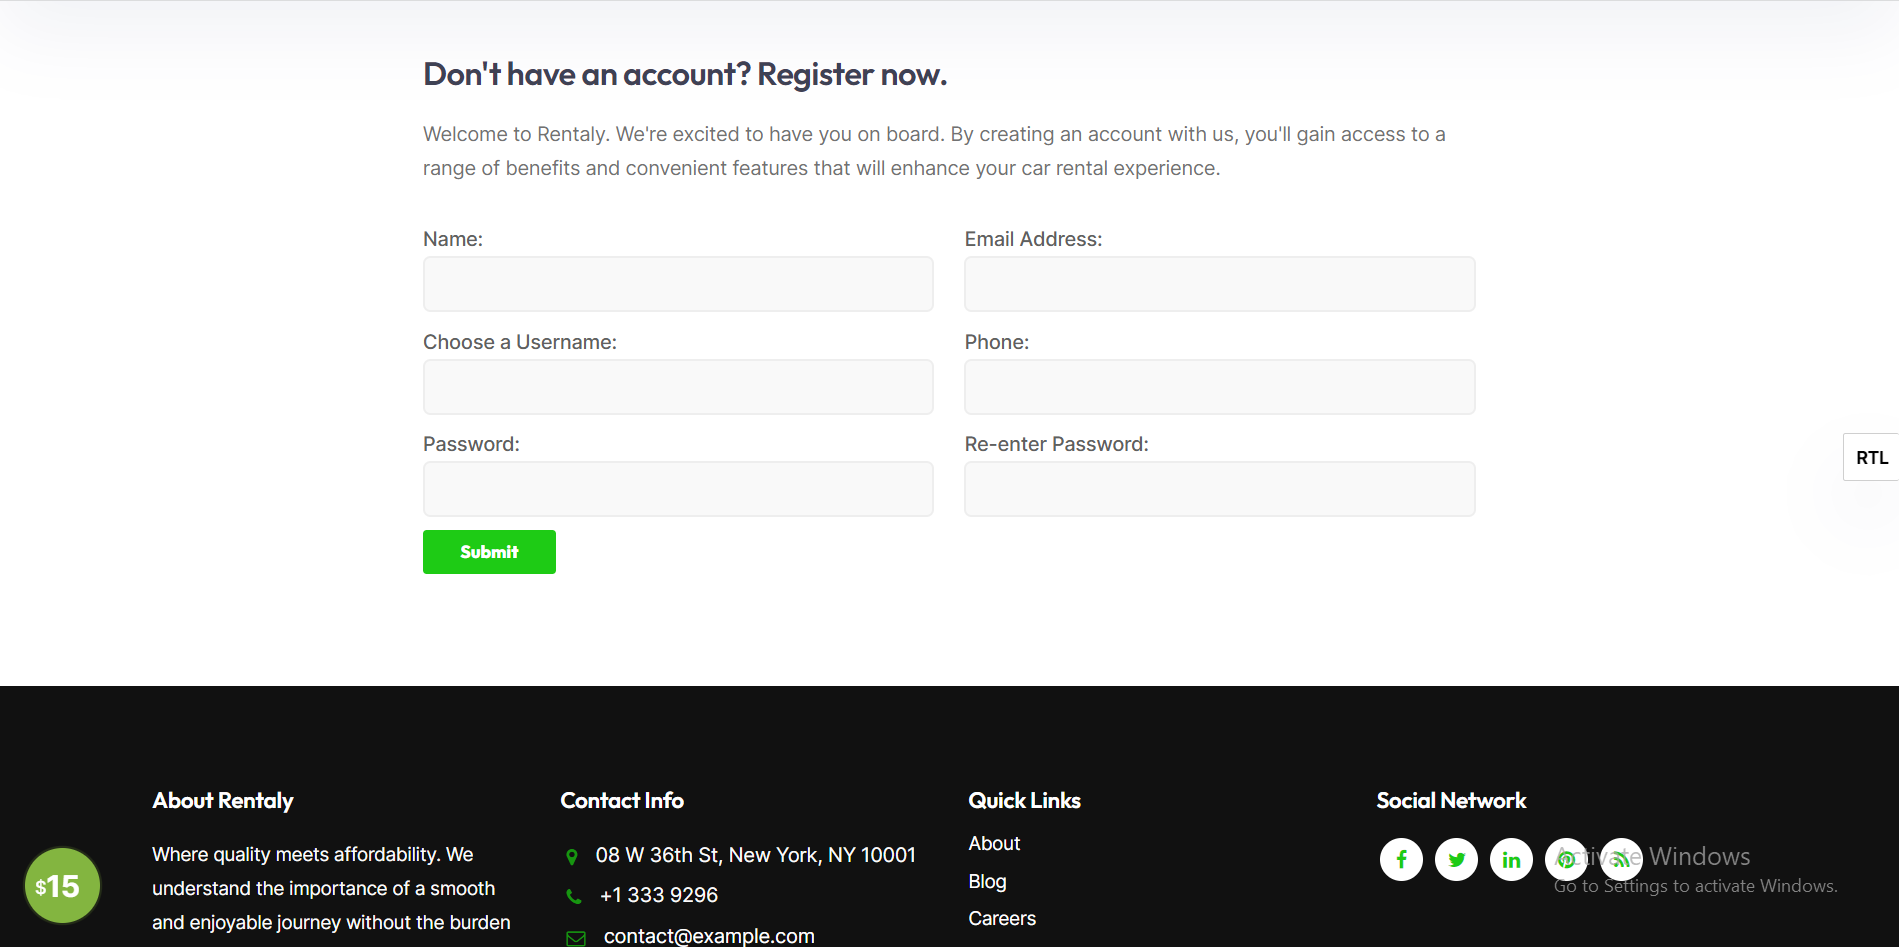 Don't have an account? Register now.
Welcome to Rentaly. We're excited to have you on board. By creating an account with us, you'll gain access to a
range of benefits and convenient features that will enhance your car rental experience.
Name:
Email Address:
Choose a Username:
Phone:
Password:
Re-enter Password:
Submit
RTL
About Rentaly
Where quality meets affordability. We
understand the importance of a smooth
and enjoyable journey without the burden
Contact Info
08 W 36th St, New York, NY 10001
+1 333 9296
contact@example.com
Quick Links
About
Blog
Careers
Social Network
Activate Windows
Go to Settings to activate Windows.
$15